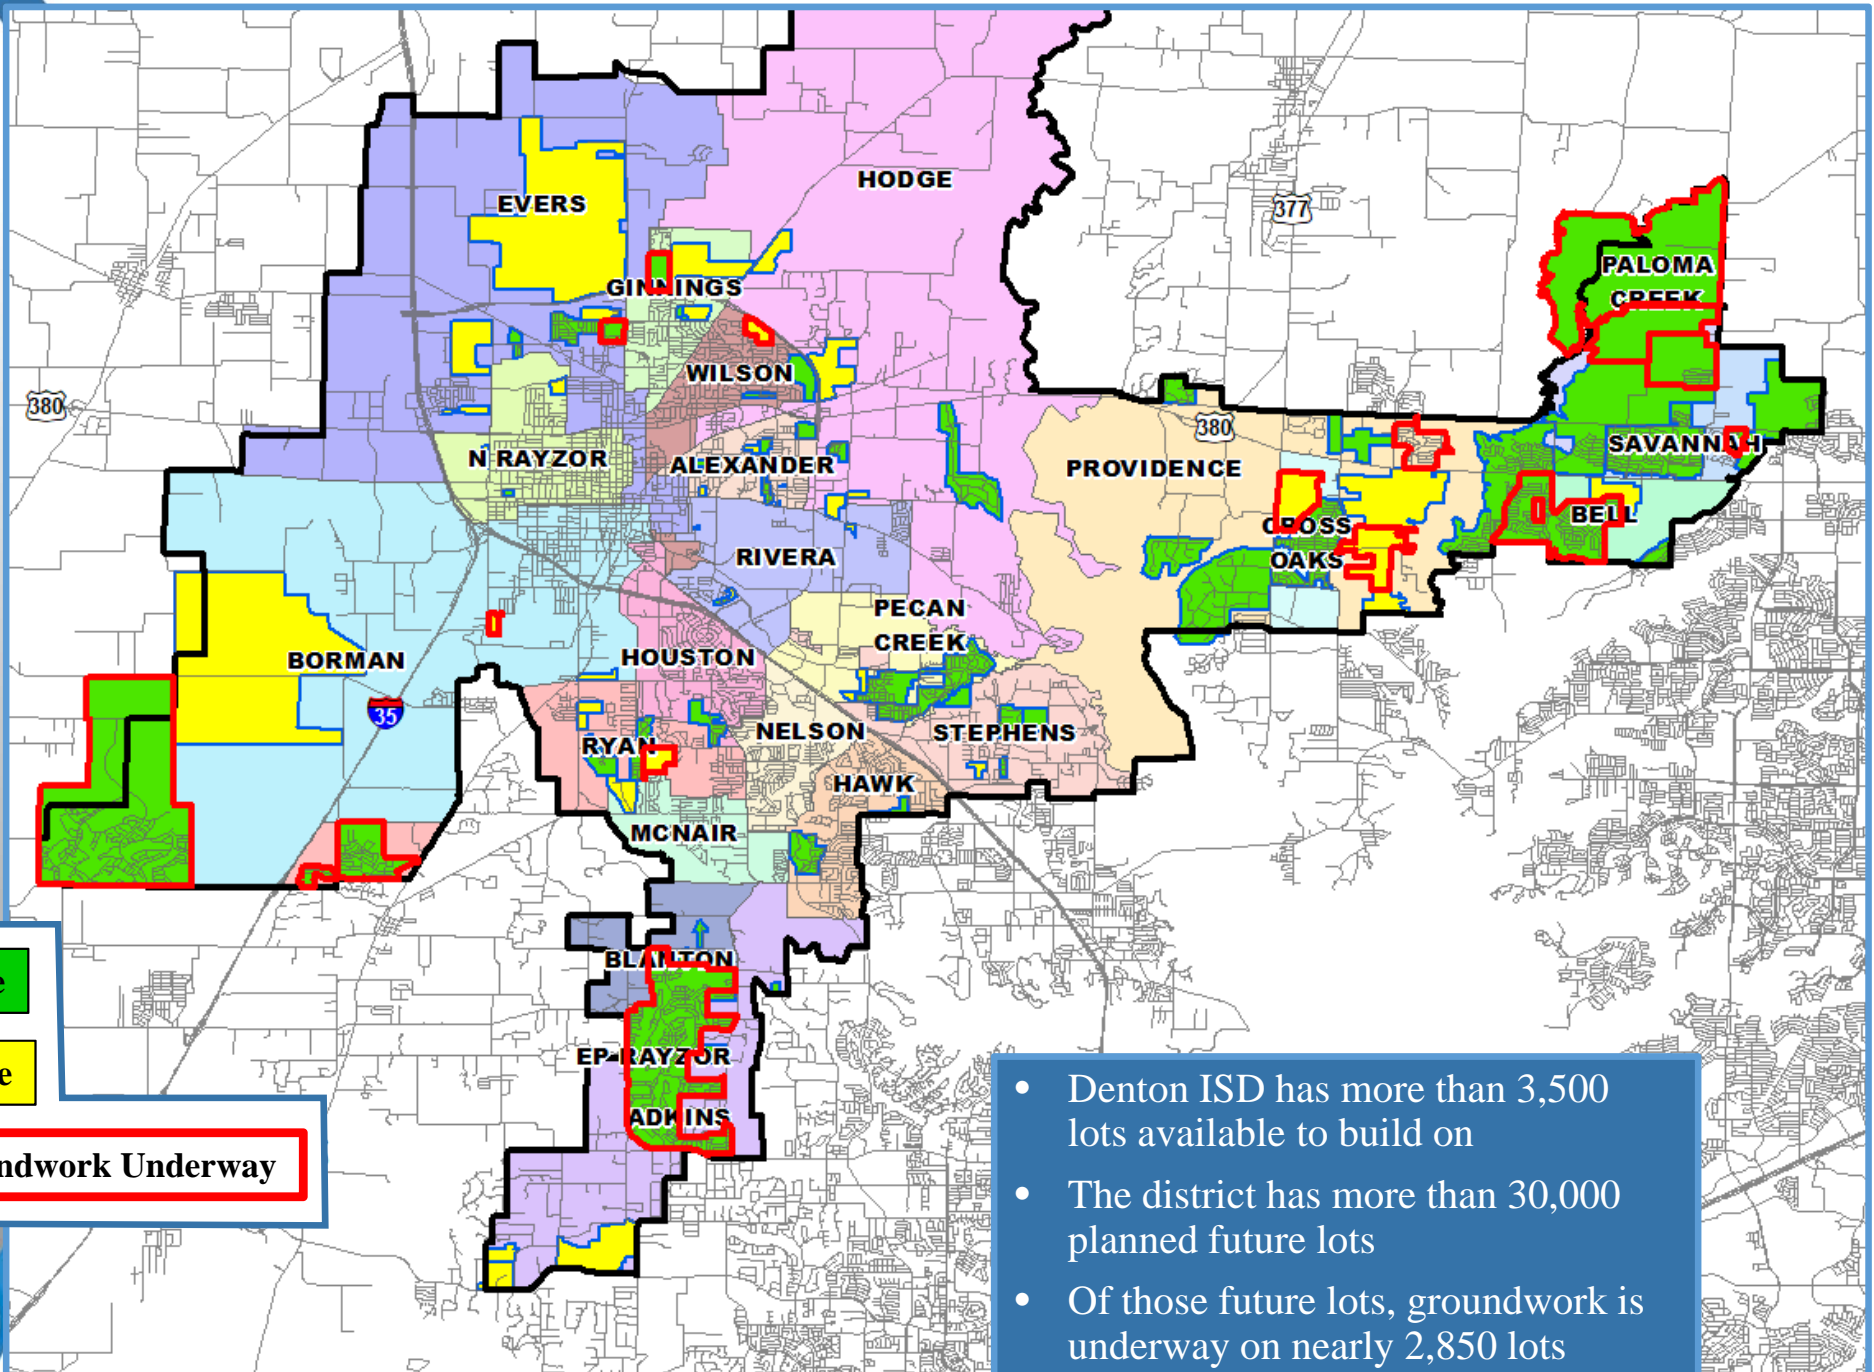 HODGE
EVERS
377
PALOMA
CREEK
GINNINGS
WILSON
380
380
SAVANNAH
N RAYZOR
ALEXANDER
PROVIDENCE
BELL
CROSS
OAKS
RIVERA
PECAN
CREEK
BORMAN
HOUSTON
35
RYAN
NELSON
STEPHENS
HAWK
MCNAIR
BLANTON
EP RAYZOR
ADKINS
e
e
ndwork Underway
• Denton ISD has more than 3,500
lots available to build on
• The district has more than 30,000
planned future lots
• Of those future lots, groundwork is
underway on nearly 2,850 lots